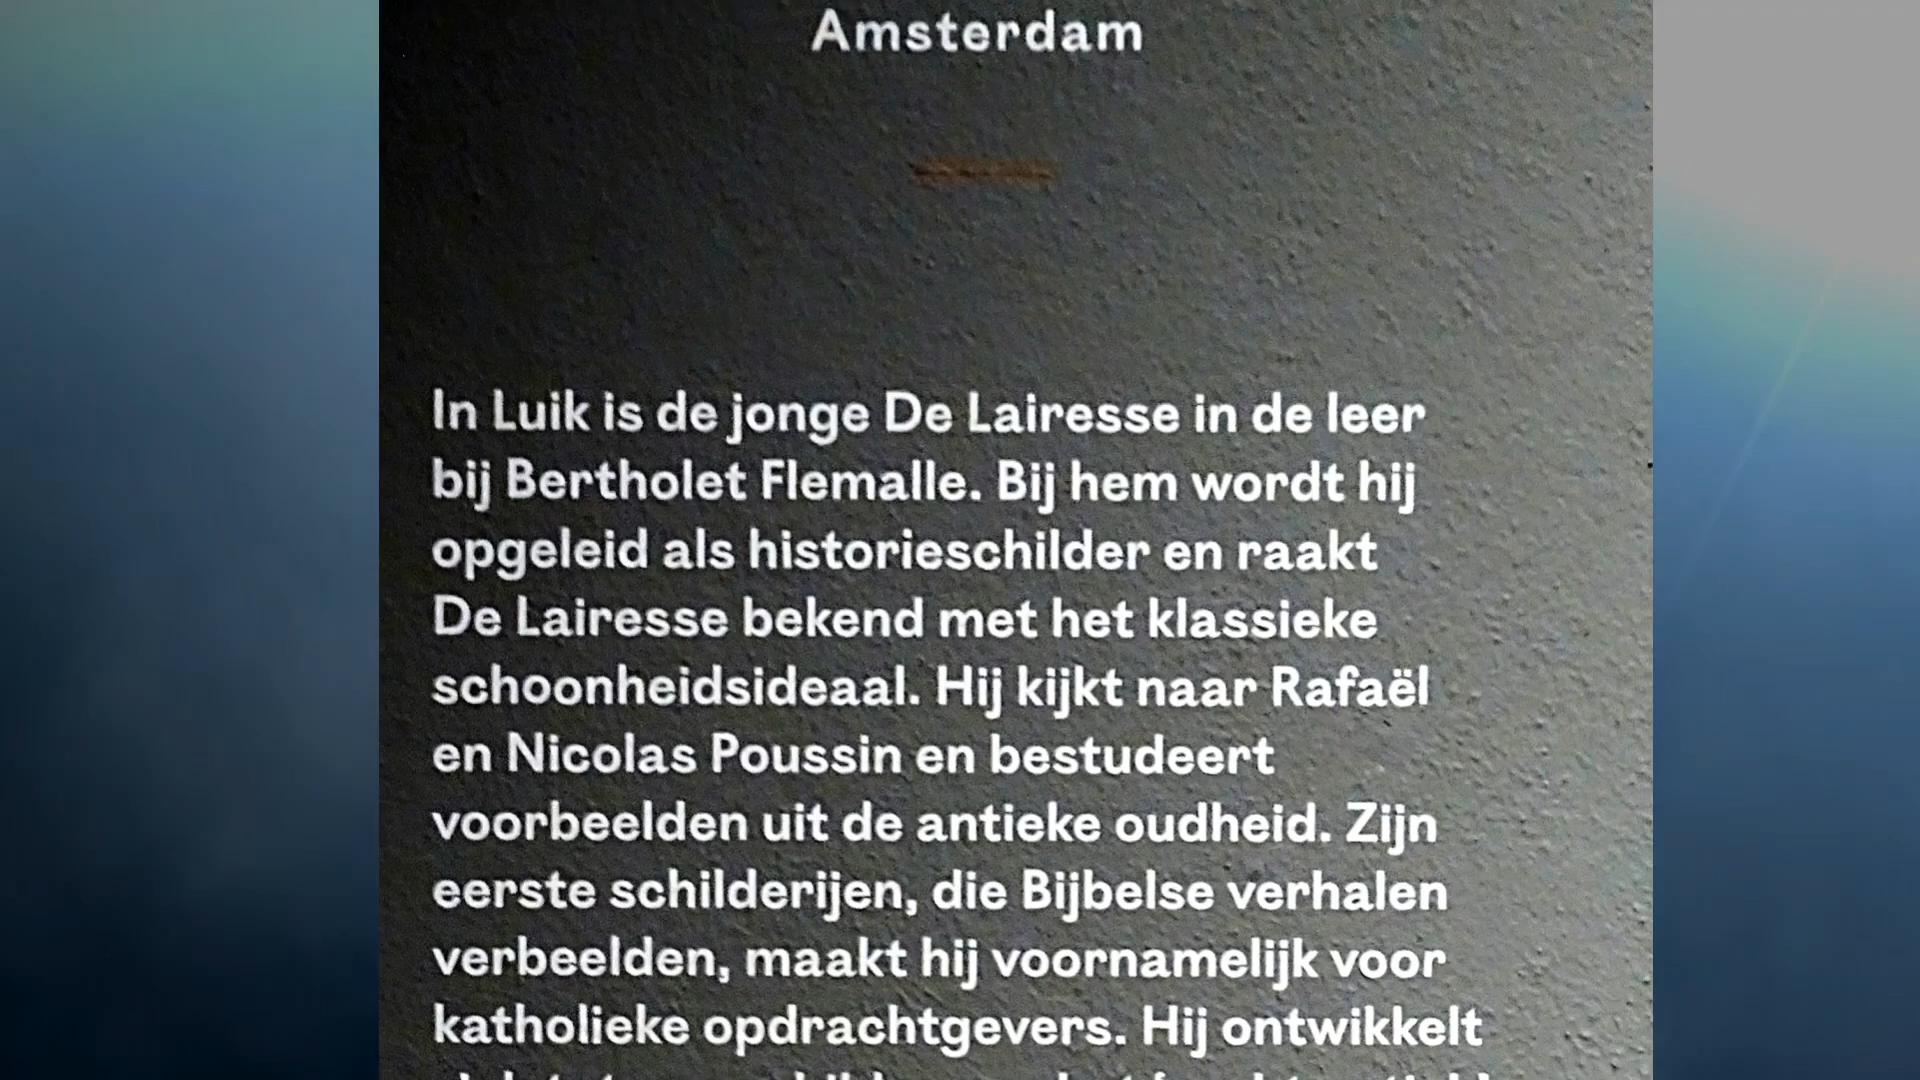 Amsterdam
In Luik is de jonge De Lairesse in de leer
bij Bertholet Flemalle. Bij hem wordt hij
opgeleid als historieschilder en raakt
De Lairesse bekend met het klassieke
schoonheidsideaal. Hij kijkt naar Rafaël
en Nicolas Poussin en bestudeert
voorbeelden uit de antieke oudheid. Zijn
eerste schilderijen, die Bijbelse verhalen
verbeelden, maakt hij voornamelijk voor
katholieke opdrachtgevers. Hij ontwikkelt